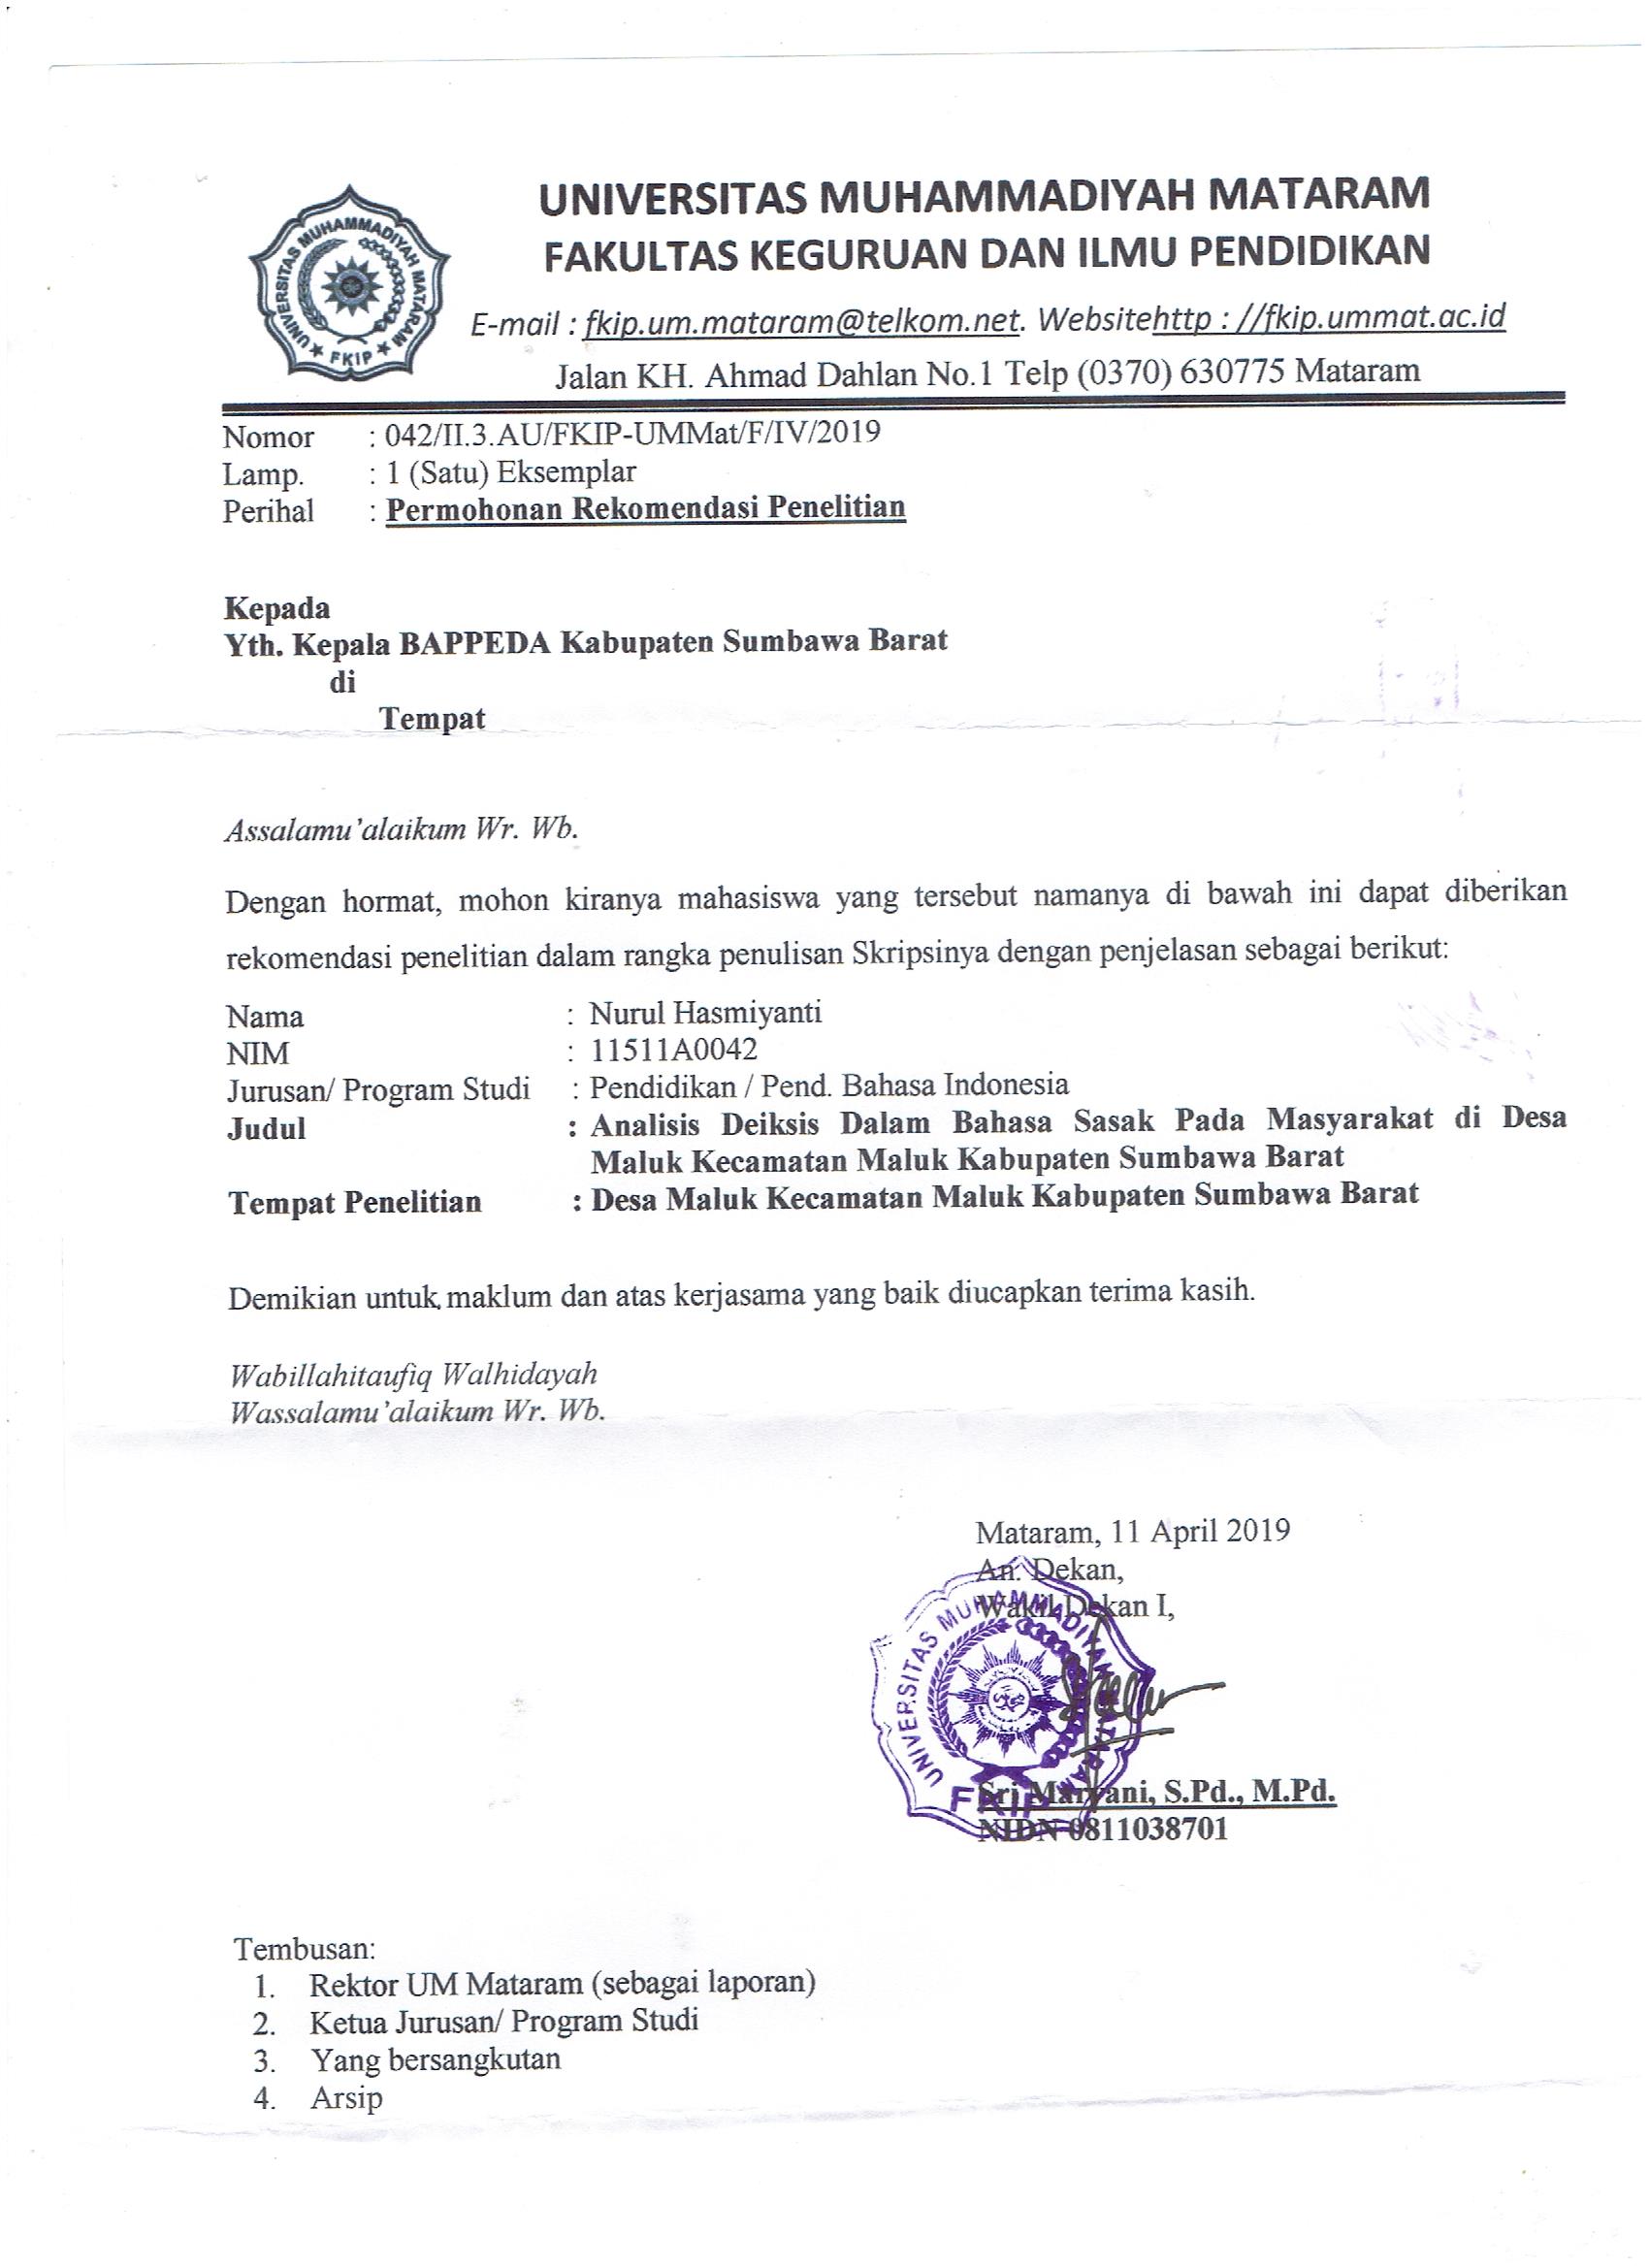 UNIVERSITAS MUHAMMADIYAH MATARAM
FAKULTAS KEGURUAN DAN ILMU PENDIDIKAN
E-mail : fkip.um.mataram@telkom.net. Websitehttp : //fkip.ummat.ac.id
Jalan KH. Ahmad Dahlan No.1 Telp (0370) 630775 Mataram
UNIVERSITAS MUHAMMADIYAH MATARAM
FKIP
Nomor : 042/II.3.AU/FKIP-UMMat/F/IV/2019
Lamp. : 1 (Satu) Eksemplar
Perihal : Permohonan Rekomendasi Penelitian
Kepada
Yth. Kepala BAPPEDA Kabupaten Sumbawa Barat
di
Tempat
Assalamu'alaikum Wr. Wb.
Dengan hormat, mohon kiranya mahasiswa yang tersebut namanya di bawah ini dapat diberikan
rekomendasi penelitian dalam rangka penulisan Skripsinya dengan penjelasan sebagai berikut:
Nama : Nurul Hasmiyanti
NIM : 11511A0042
Jurusan/ Program Studi : Pendidikan / Pend. Bahasa Indonesia
Judul : Analisis Deiksis Dalam Bahasa Sasak Pada Masyarakat di Desa
Maluk Kecamatan Maluk Kabupaten Sumbawa Barat
Tempat Penelitian : Desa Maluk Kecamatan Maluk Kabupaten Sumbawa Barat
Demikian untuk maklum dan atas kerjasama yang baik diucapkan terima kasih.
Wabillahitaufiq Walhidayah
Wassalamu'alaikum Wr. Wb.
Mataram, 11 April 2019
An. Dekan,
Wakil Dekan I,
UNIVERSITAS MUHAMMADIYAH MATARAM
FKIP
Sri Maryani, S.Pd., M.Pd.
NIDN 0811038701
Tembusan:
1. Rektor UM Mataram (sebagai laporan)
2. Ketua Jurusan/ Program Studi
3. Yang bersangkutan
4. Arsip